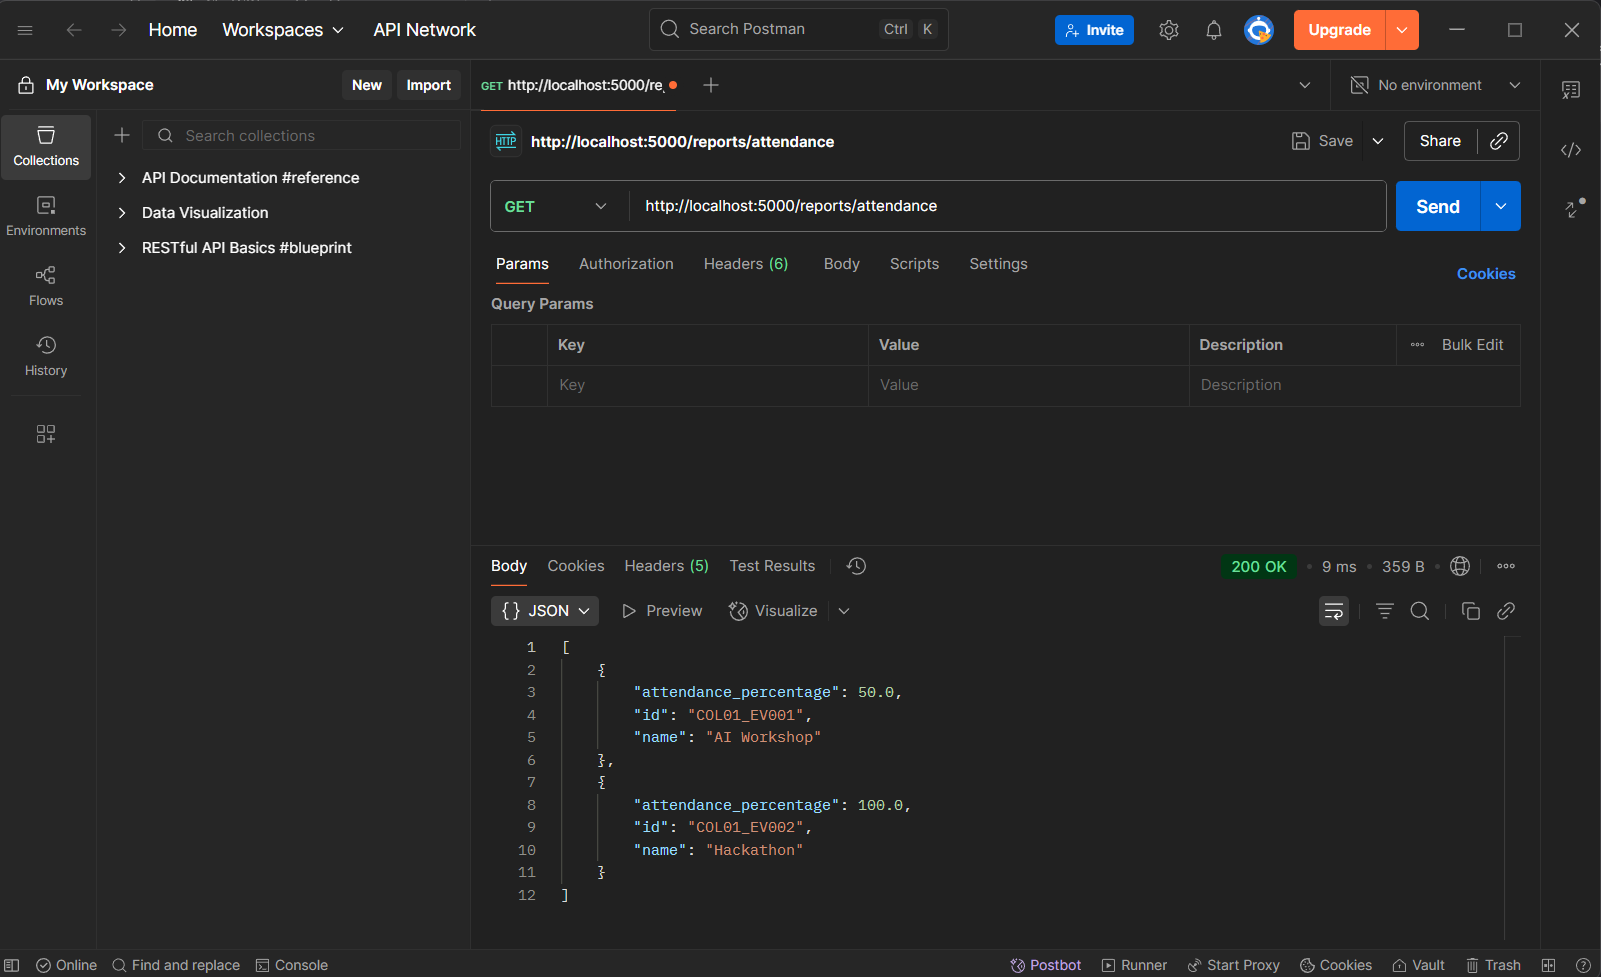 Home Workspaces API Network Search Postman Ctrl K Invite Upgrade
My Workspace New Import
GET http://localhost:5000/re No environment
Collections
Environments
Flows
History
Search collections
API Documentation #reference
Data Visualization
RESTful API Basics #blueprint
HTTP http://localhost:5000/reports/attendance Save Share
GET http://localhost:5000/reports/attendance Send
Params Authorization Headers (6) Body Scripts Settings Cookies
Query Params
Key Value Description Bulk Edit
Key Value Description
Body Cookies Headers (5) Test Results 200 OK • 9 ms • 359 B •
{} JSON Preview Visualize
1 [
2 {
3 "attendance_percentage": 50.0,
4 "id": "COL01_EV001",
5 "name": "AI Workshop"
6 },
7 {
8 "attendance_percentage": 100.0,
9 "id": "COL01_EV002",
10 "name": "Hackathon"
11 }
12 ]
Online Find and replace Console Postbot Runner Start Proxy Cookies Vault Trash